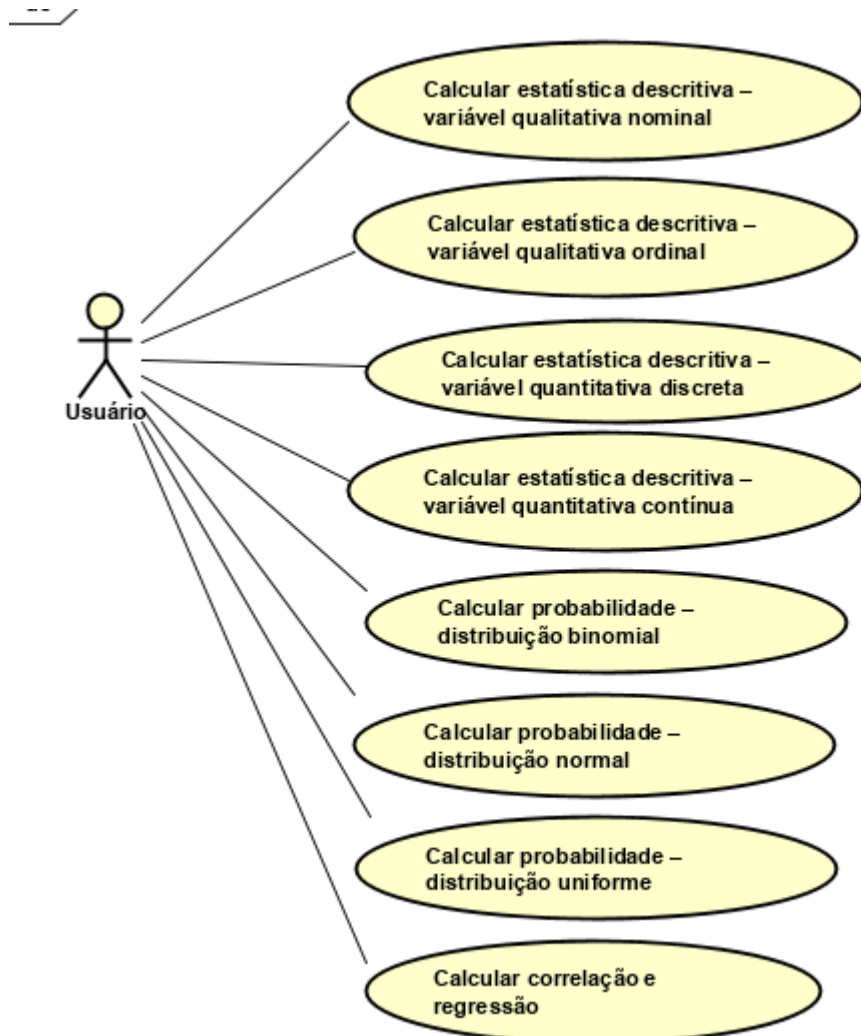 Calcular estatística descritiva –
variável qualitativa nominal
Calcular estatística descritiva –
variável qualitativa ordinal
Usuário
Calcular estatística descritiva –
variável quantitativa discreta
Calcular estatística descritiva –
variável quantitativa contínua
Calcular probabilidade –
distribuição binomial
Calcular probabilidade –
distribuição normal
Calcular probabilidade –
distribuição uniforme
Calcular correlação e
regressão